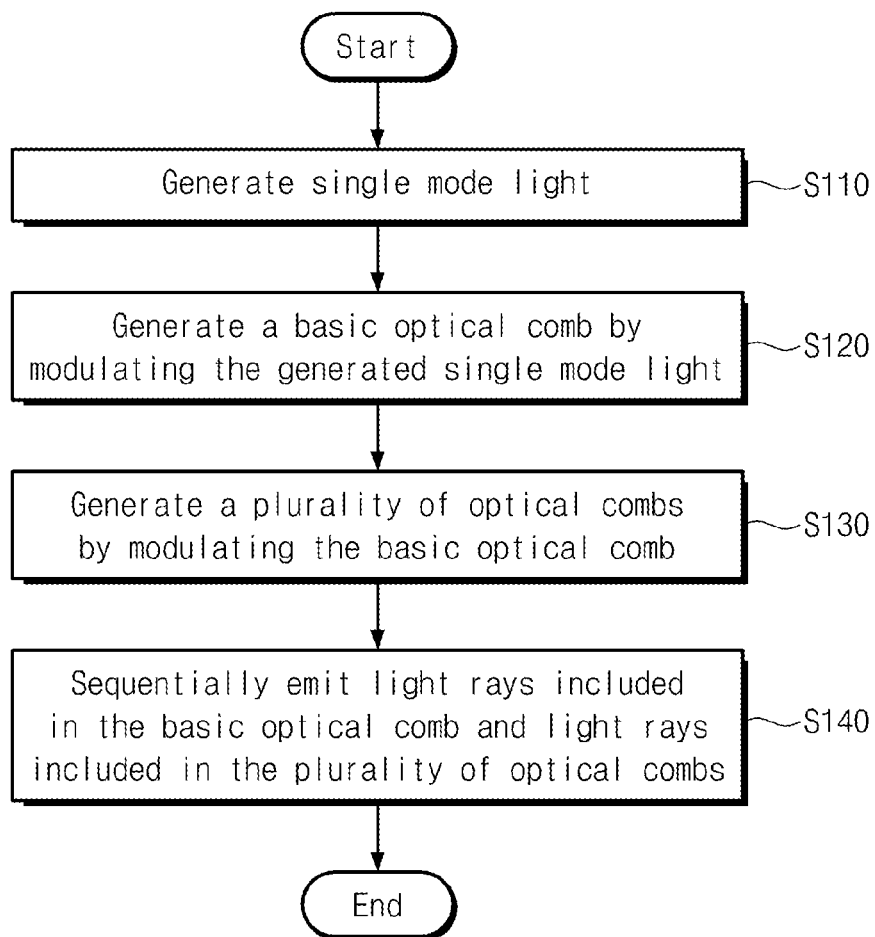 Start
Generate single mode light
S110
Generate a basic optical comb by
modulating the generated single mode light
S120
Generate a plurality of optical combs
by modulating the basic optical comb
S130
Sequentially emit light rays included
in the basic optical comb and light rays
included in the plurality of optical combs
S140
End